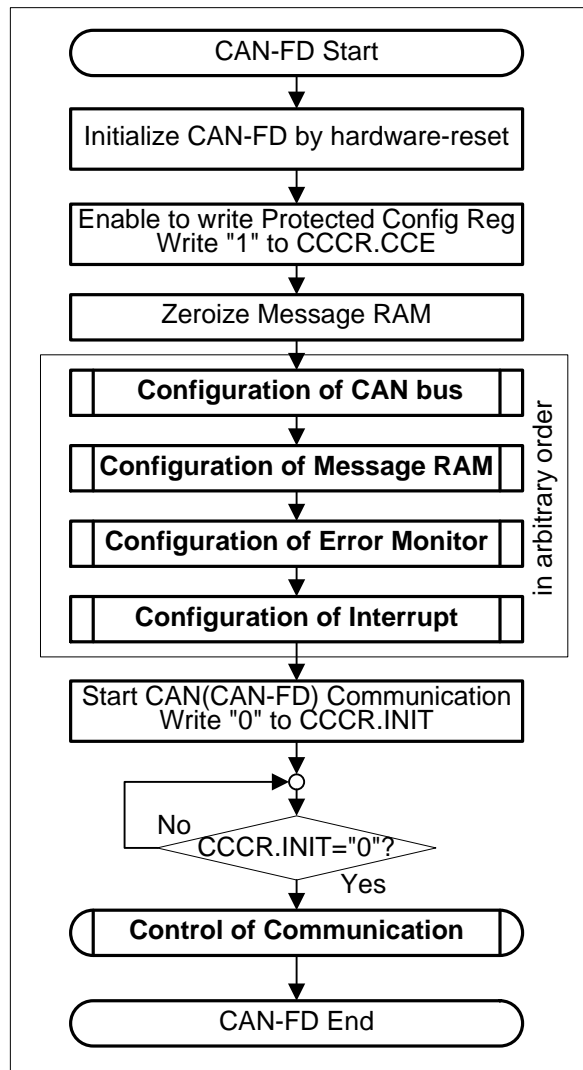 CAN-FD Start
Initialize CAN-FD by hardware-reset
Enable to write Protected Config Reg
Write "1" to CCCR.CCE
Zeroize Message RAM
Configuration of CAN bus
Configuration of Message RAM
Configuration of Error Monitor
Configuration of Interrupt
in arbitrary order
Start CAN(CAN-FD) Communication
Write "0" to CCCR.INIT
No
CCCR.INIT="0"?
Yes
Control of Communication
CAN-FD End